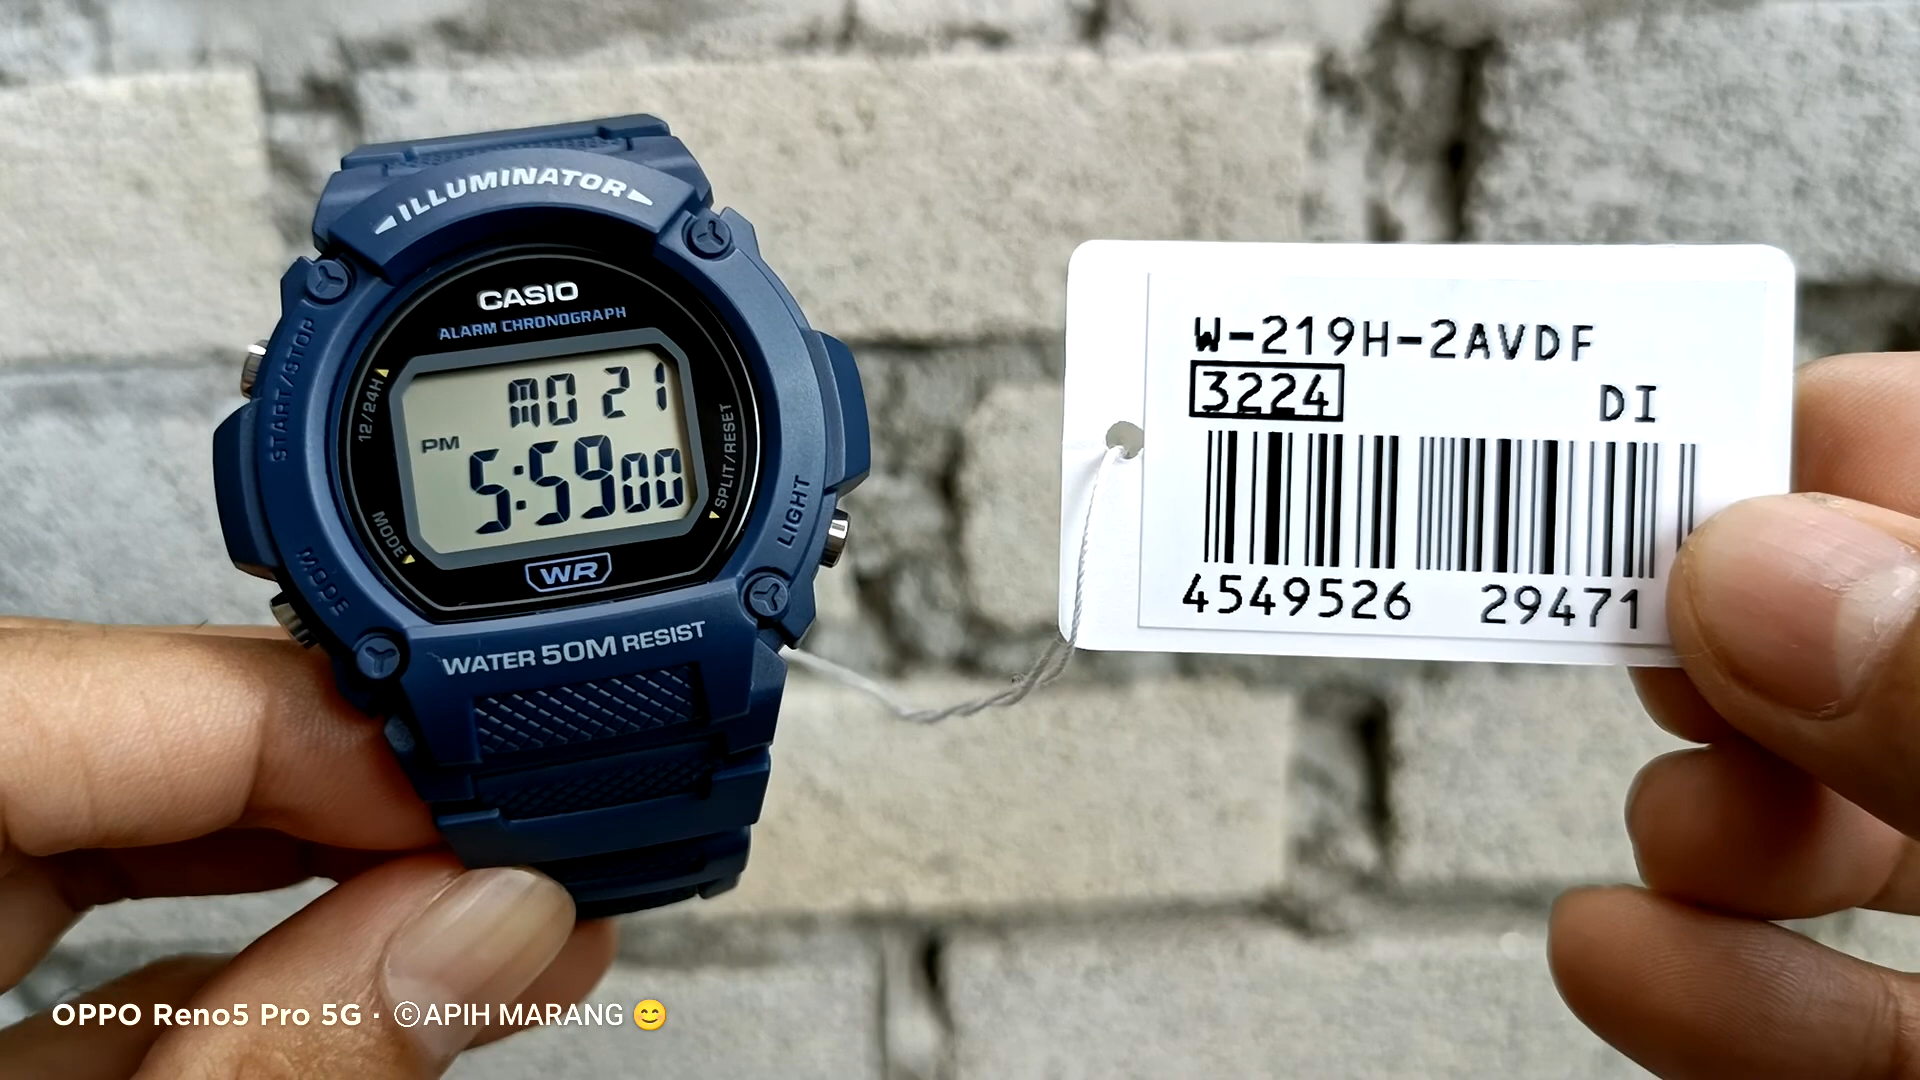 ILLUMINATOR
CASIO
ALARM CHRONOGRAPH
START/STOP
12/24H
MO 21
PM
5:59 00
SPLIT/RESET
LIGHT
MODE
MODE
WR
WATER 50M RESIST
W-219H-2AVDF
3224 DI
4549526 29471
OPPO Reno5 Pro 5G · ©APIH MARANG 😊